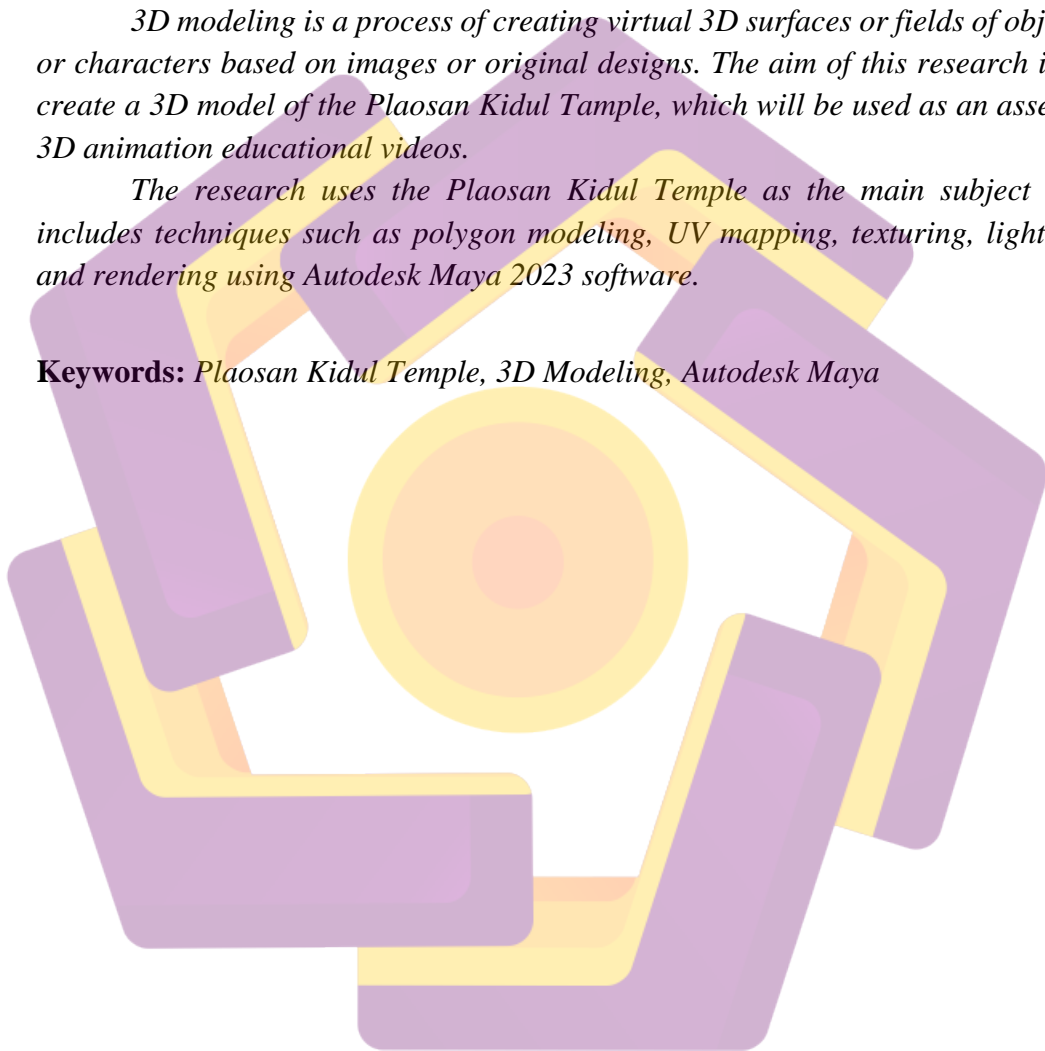 3D modeling is a process of creating virtual 3D surfaces or fields of obj
or characters based on images or original designs. The aim of this research i
create a 3D model of the Plaosan Kidul Tample, which will be used as an asse
3D animation educational videos.
The research uses the Plaosan Kidul Temple as the main subject
includes techniques such as polygon modeling, UV mapping, texturing, light
and rendering using Autodesk Maya 2023 software.
Keywords: Plaosan Kidul Temple, 3D Modeling, Autodesk Maya